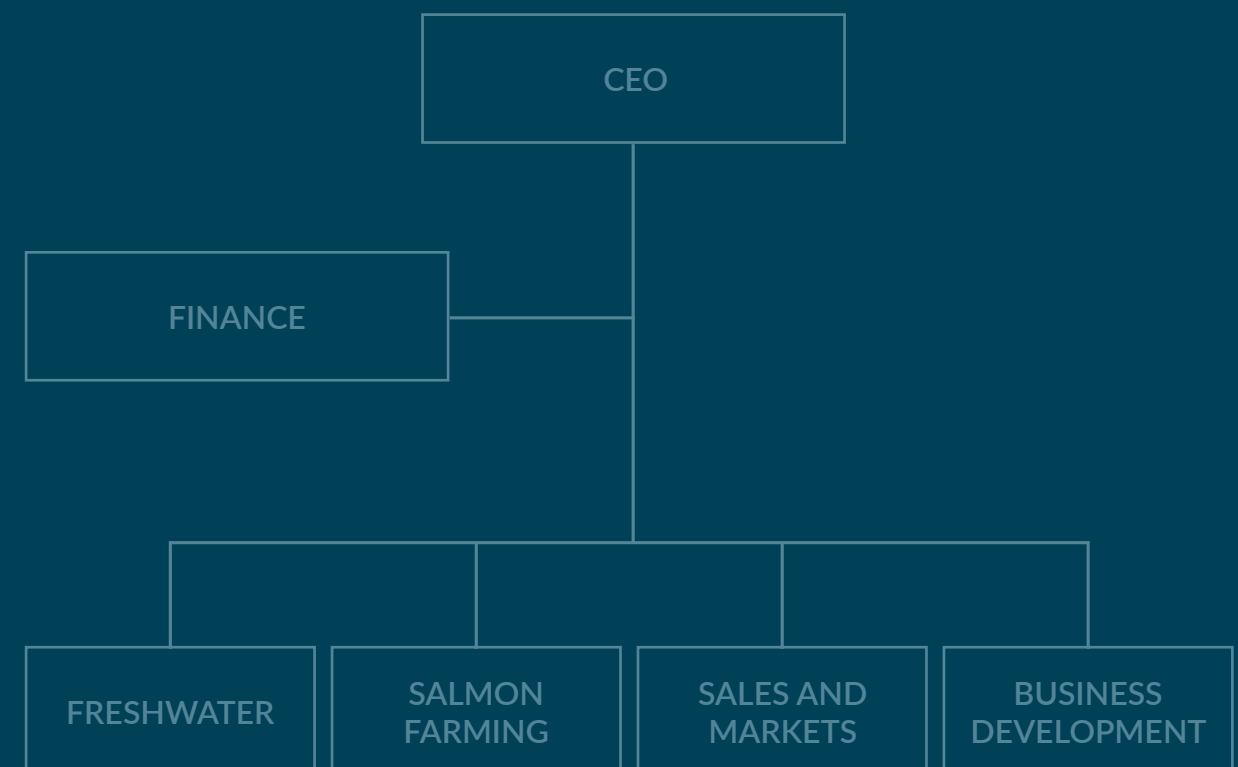 CEO
FINANCE
FRESHWATER
SALMON
FARMING
SALES AND
MARKETS
BUSINESS
DEVELOPMENT